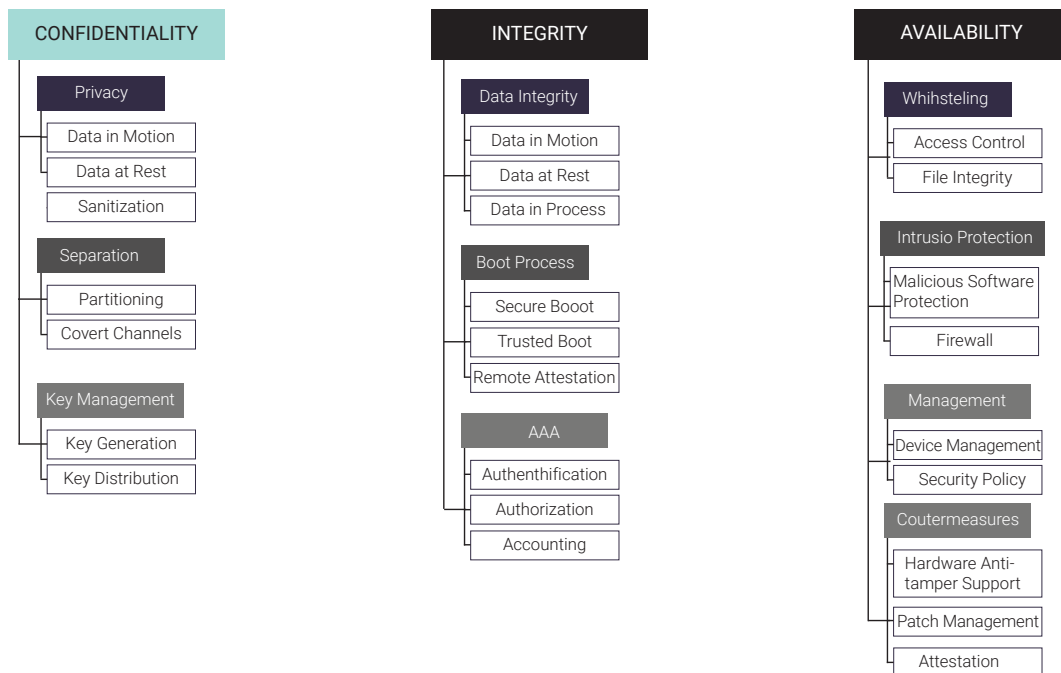 CONFIDENTIALITY
Privacy
Data in Motion
Data at Rest
Sanitization
Separation
Partitioning
Covert Channels
Key Management
Key Generation
Key Distribution
INTEGRITY
Data Integrity
Data in Motion
Data at Rest
Data in Process
Boot Process
Secure Booot
Trusted Boot
Remote Attestation
AAA
Authenthification
Authorization
Accounting
AVAILABILITY
Whihsteling
Access Control
File Integrity
Intrusio Protection
Malicious Software
Protection
Firewall
Management
Device Management
Security Policy
Coutermeasures
Hardware Anti-
tamper Support
Patch Management
Attestation